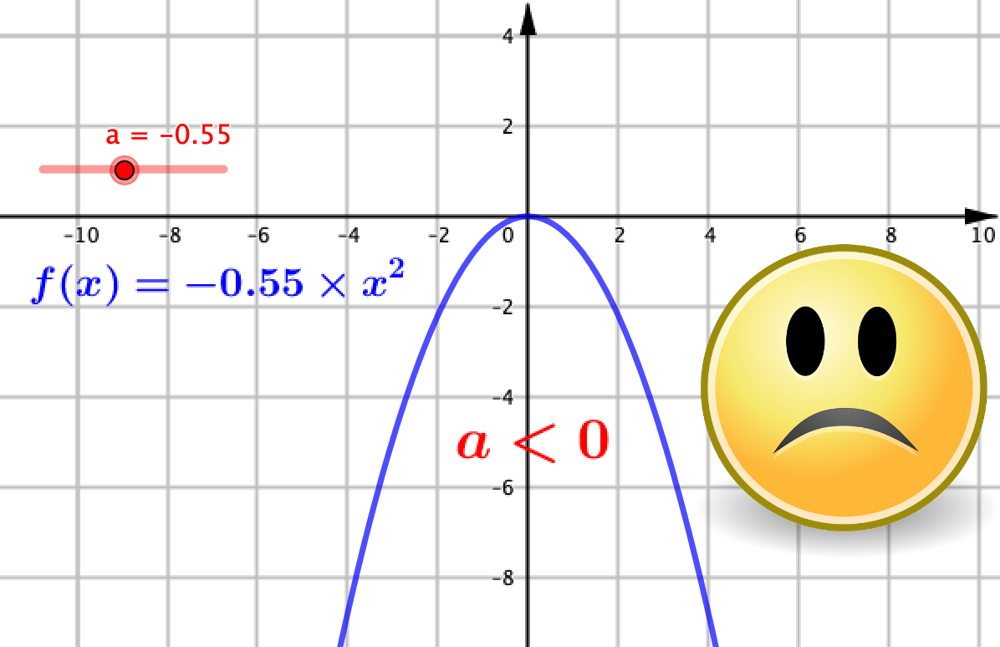 4
2
a = –0.55
–10 –8 –6 –4 –2 0 2 4 6 8 10
f(x) = −0.55 × x²
–2
–4
a < 0
–6
–8